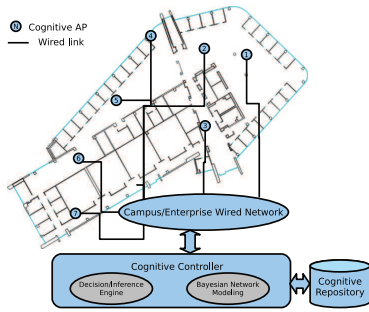 N Cognitive AP
Wired link
4
2
1
5
3
6
7
Campus/Enterprise Wired Network
Cognitive Controller
Decision/Inference
Engine
Bayesian Network
Modeling
Cognitive
Repository